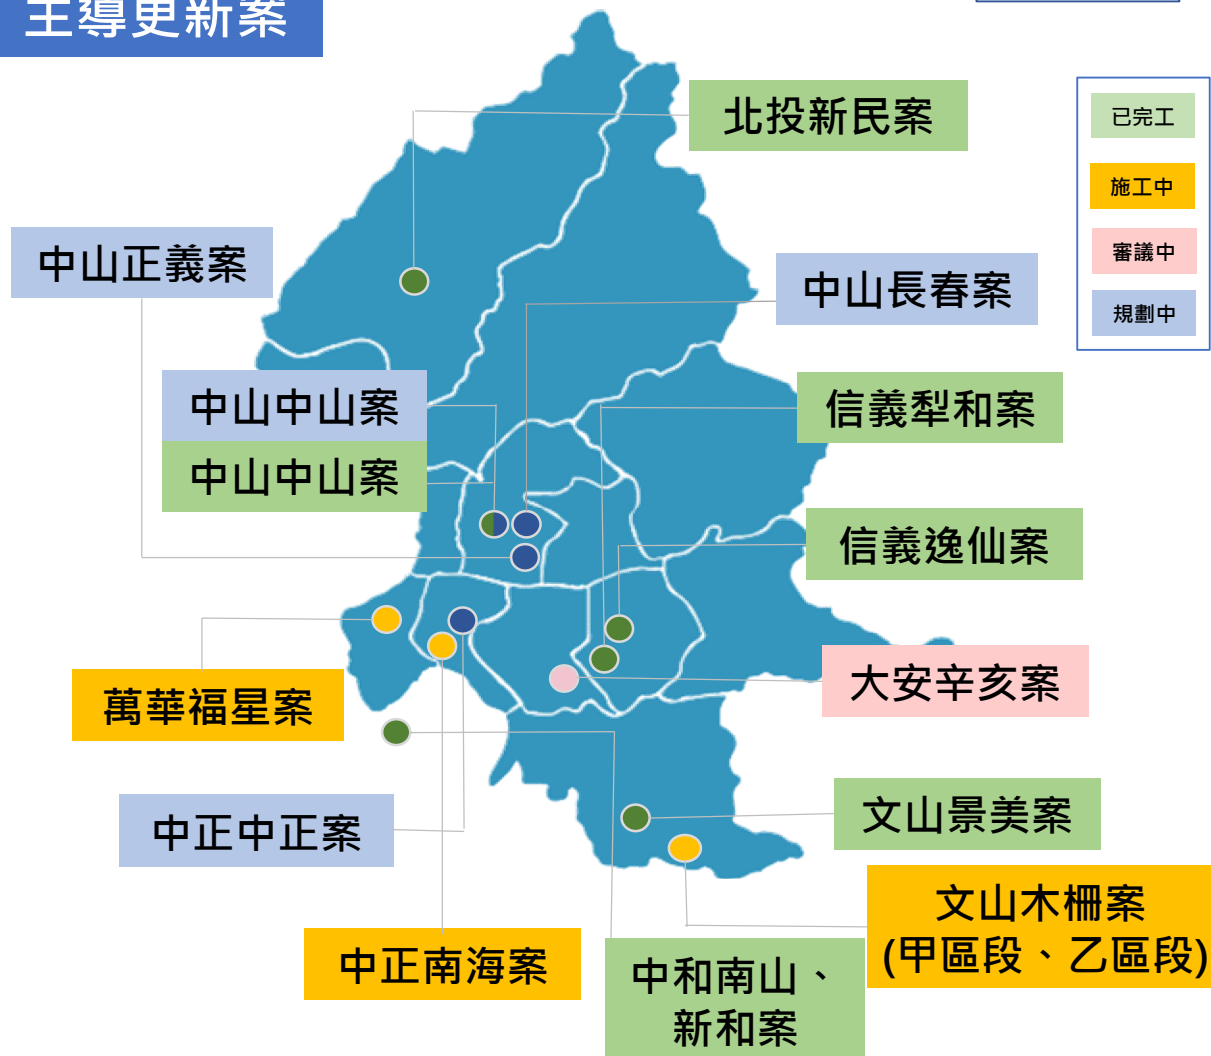 主導更新案
北投新民案
已完工
施工中
審議中
規劃中
中山正義案
中山長春案
中山中山案
中山中山案
信義犁和案
信義逸仙案
萬華福星案
大安辛亥案
中正中正案
文山景美案
文山木柵案
(甲區段、乙區段)
中正南海案
中和南山、
新和案